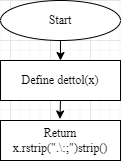 Start
Define dettol(x)
Return
x.rstrip(".\:;")strip()